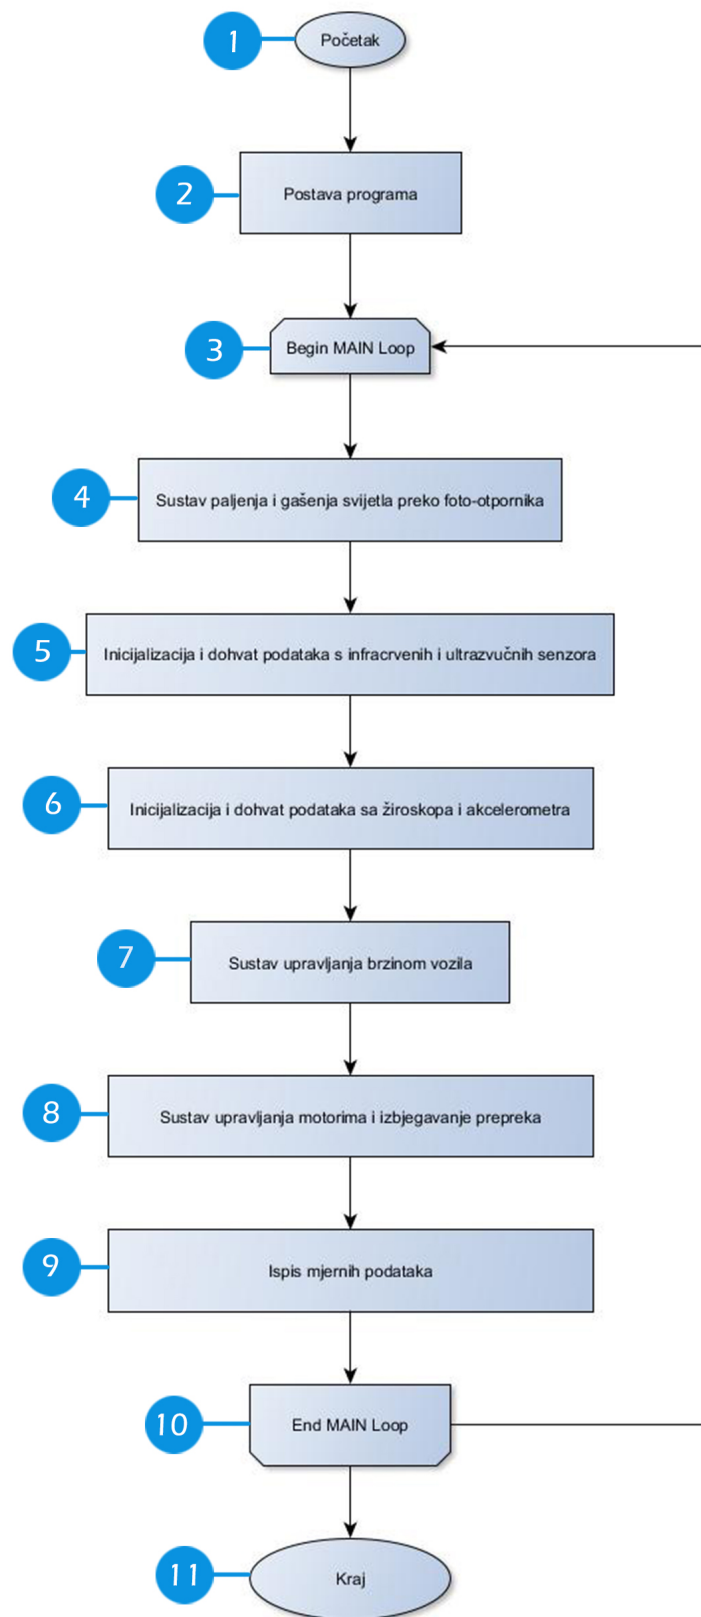 1
Početak
2
Postava programa
3
Begin MAIN Loop
4
Sustav paljenja i gašenja svijetla preko foto-otpornika
5
Inicijalizacija i dohvat podataka s infracrvenih i ultrazvučnih senzora
6
Inicijalizacija i dohvat podataka sa žiroskopa i akcelerometra
7
Sustav upravljanja brzinom vozila
8
Sustav upravljanja motorima i izbjegavanje prepreka
9
Ispis mjernih podataka
10
End MAIN Loop
11
Kraj